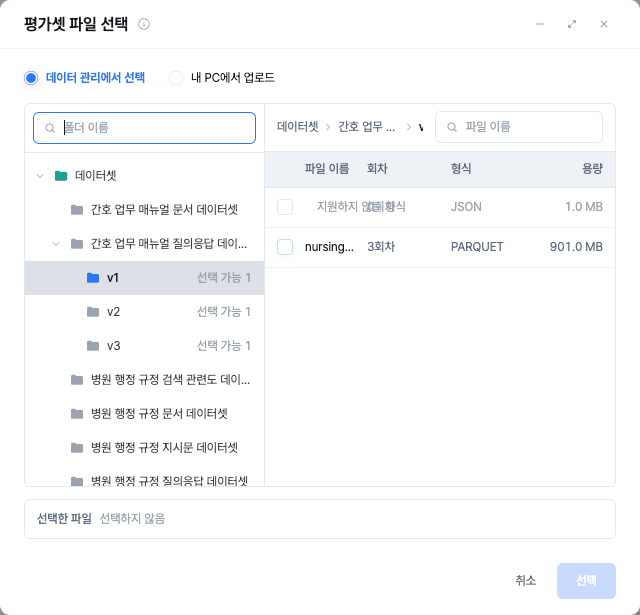 평가셋 파일 선택
데이터 관리에서 선택
내 PC에서 업로드
폴더 이름
데이터셋
간호 업무 매뉴얼 문서 데이터셋
간호 업무 매뉴얼 질의응답 데이...
v1 선택 가능 1
v2 선택 가능 1
v3 선택 가능 1
병원 행정 규정 검색 관련도 데이...
병원 행정 규정 문서 데이터셋
병원 행정 규정 지시문 데이터셋
병원 행정 규정 질의응답 데이터셋
데이터셋 > 간호 업무 ... >
파일 이름
파일 이름 회차 형식 용량
지원하지 않는 형식 JSON 1.0 MB
nursing... 3회차 PARQUET 901.0 MB
선택한 파일 선택하지 않음
취소 선택